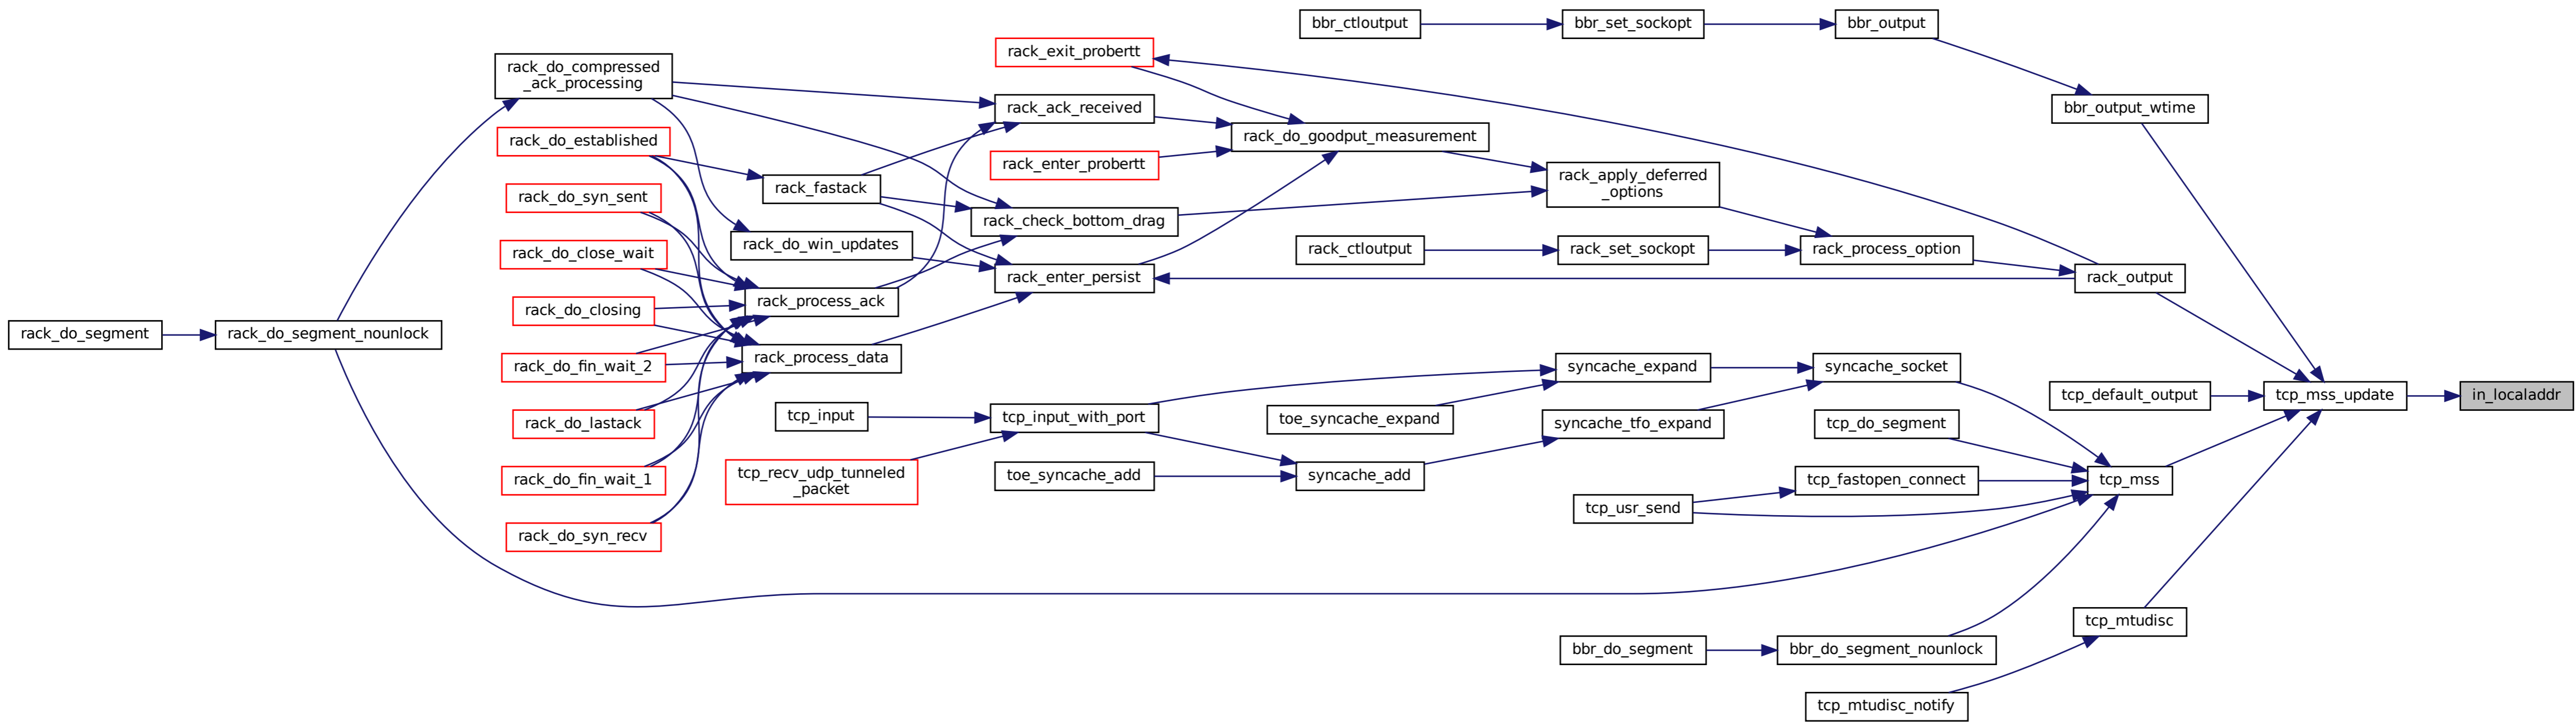 rack_do_segment
rack_do_segment_nounlock
rack_do_compressed
_ack_processing
rack_do_established
rack_do_syn_sent
rack_do_close_wait
rack_do_closing
rack_do_fin_wait_2
rack_do_lastack
rack_do_fin_wait_1
rack_do_syn_recv
rack_fastack
rack_do_win_updates
rack_process_ack
rack_process_data
tcp_input
tcp_recv_udp_tunneled
_packet
rack_exit_probertt
rack_ack_received
rack_enter_probertt
rack_check_bottom_drag
rack_enter_persist
tcp_input_with_port
toe_syncache_add
bbr_ctloutput
rack_do_goodput_measurement
rack_ctloutput
toe_syncache_expand
syncache_add
bbr_set_sockopt
rack_apply_deferred
_options
rack_set_sockopt
syncache_expand
syncache_tfo_expand
tcp_usr_send
bbr_do_segment
bbr_output
rack_process_option
syncache_socket
tcp_do_segment
tcp_fastopen_connect
bbr_do_segment_nounlock
tcp_mtudisc_notify
bbr_output_wtime
rack_output
tcp_default_output
tcp_mss
tcp_mtudisc
tcp_mss_update
in_localaddr